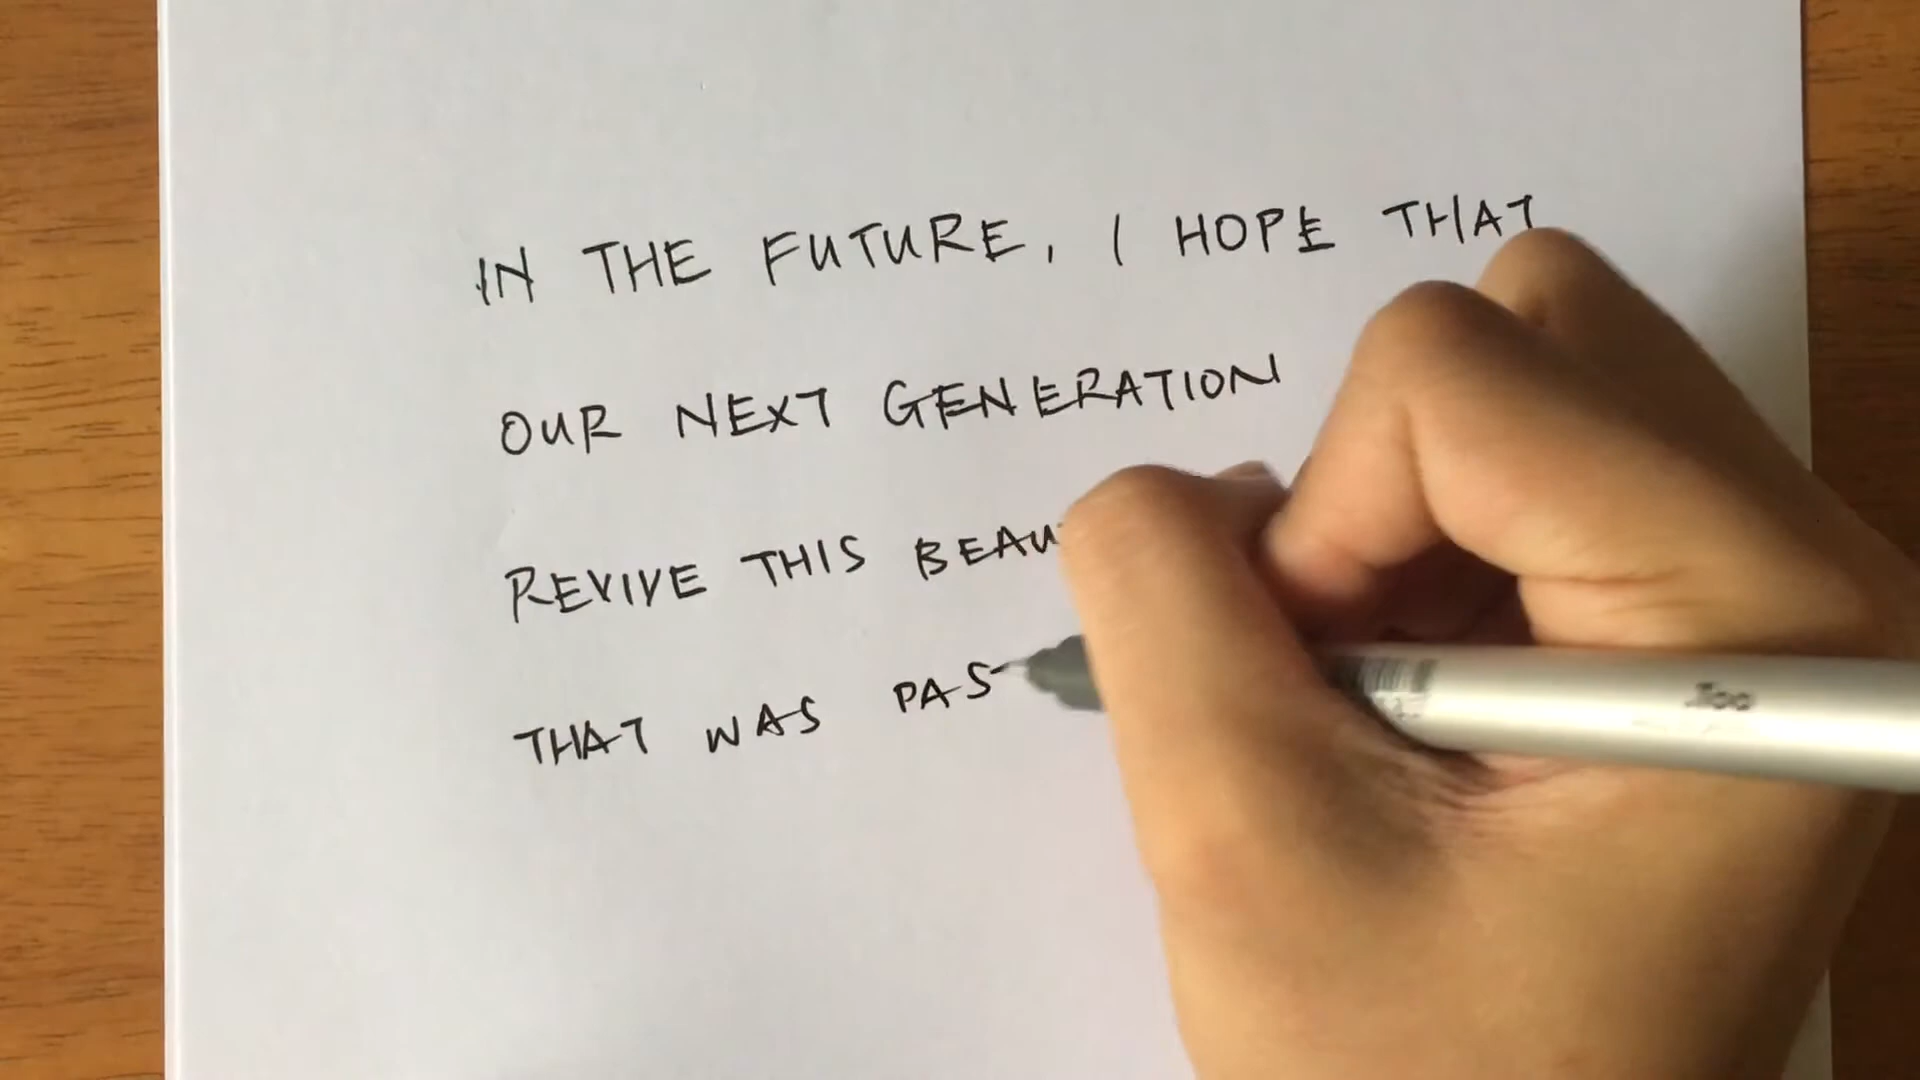 IN THE FUTURE, I HOPE THAT
OUR NEXT GENERATION
REVIVE THIS
THAT WAS